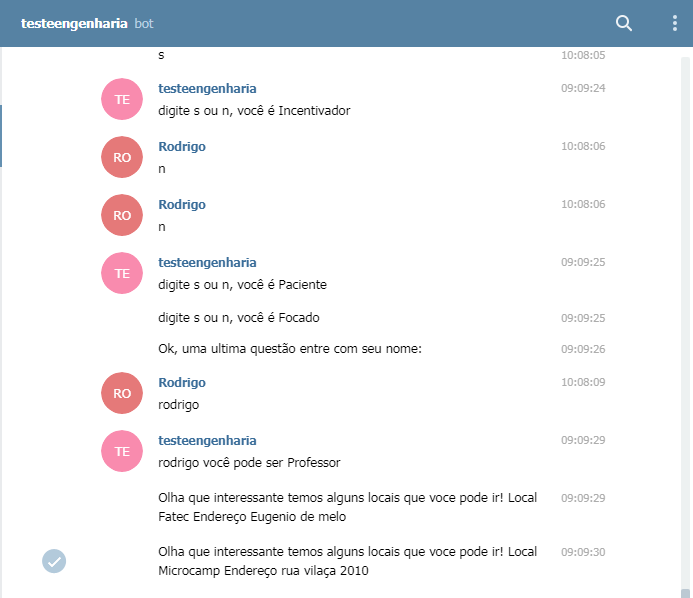 testeengenharia bot
s 10:08:05
TE testeengenharia 09:09:24
digite s ou n, você é Incentivador
RO Rodrigo 10:08:06
n
RO Rodrigo 10:08:06
n
TE testeengenharia 09:09:25
digite s ou n, você é Paciente
digite s ou n, você é Focado 09:09:25
Ok, uma ultima questão entre com seu nome: 09:09:26
RO Rodrigo 10:08:09
rodrigo
TE testeengenharia 09:09:29
rodrigo você pode ser Professor
Olha que interessante temos alguns locais que voce pode ir! Local 09:09:29
Fatec Endereço Eugenio de melo
Olha que interessante temos alguns locais que voce pode ir! Local 09:09:30
Microcamp Endereço rua vilaça 2010